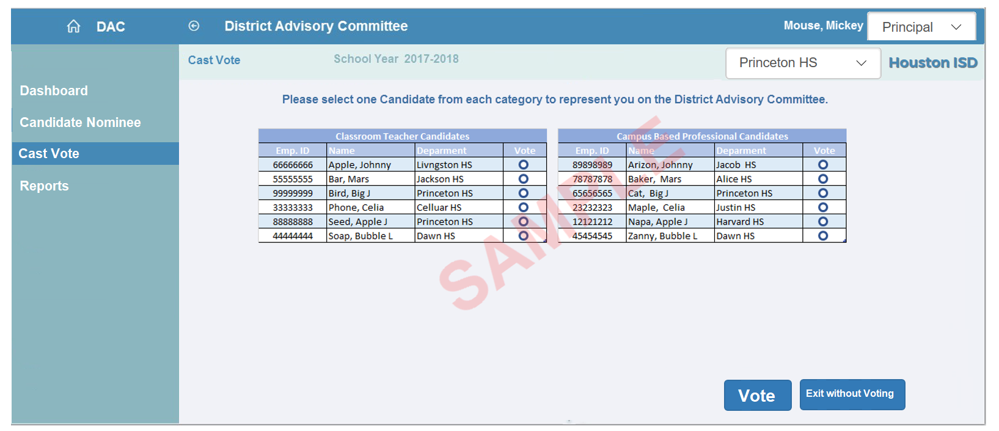 DAC
District Advisory Committee
Mouse, Mickey
Principal
Cast Vote
School Year 2017-2018
Princeton HS
Houston ISD
Dashboard
Candidate Nominee
Cast Vote
Reports
Please select one Candidate from each category to represent you on the District Advisory Committee.
Classroom Teacher Candidates
Emp. ID Name Deparment Vote
66666666 Apple, Johnny Livngston HS
55555555 Bar, Mars Jackson HS
99999999 Bird, Big J Princeton HS
33333333 Phone, Celia Celluar HS
88888888 Seed, Apple J Princeton HS
44444444 Soap, Bubble L Dawn HS
Campus Based Professional Candidates
Emp. ID Name Deparment Vote
89898989 Arizon, Johnny Jacob HS
78787878 Baker, Mars Alice HS
65656565 Cat, Big J Princeton HS
23232323 Maple, Celia Justin HS
12121212 Napa, Apple J Harvard HS
45454545 Zanny, Bubble L Dawn HS
SAMPLE
Vote
Exit without Voting